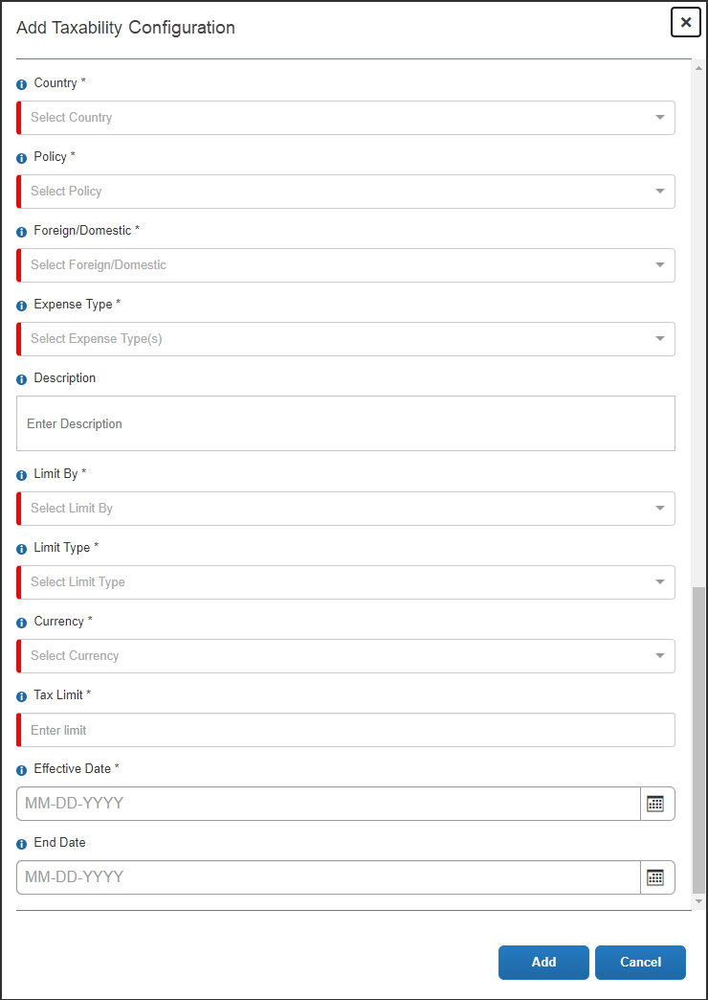 Add Taxability Configuration
Country *
Select Country
Policy *
Select Policy
Foreign/Domestic *
Select Foreign/Domestic
Expense Type *
Select Expense Type(s)
Description
Enter Description
Limit By *
Select Limit By
Limit Type *
Select Limit Type
Currency *
Select Currency
Tax Limit *
Enter limit
Effective Date *
MM-DD-YYYY
End Date
MM-DD-YYYY
Add Cancel